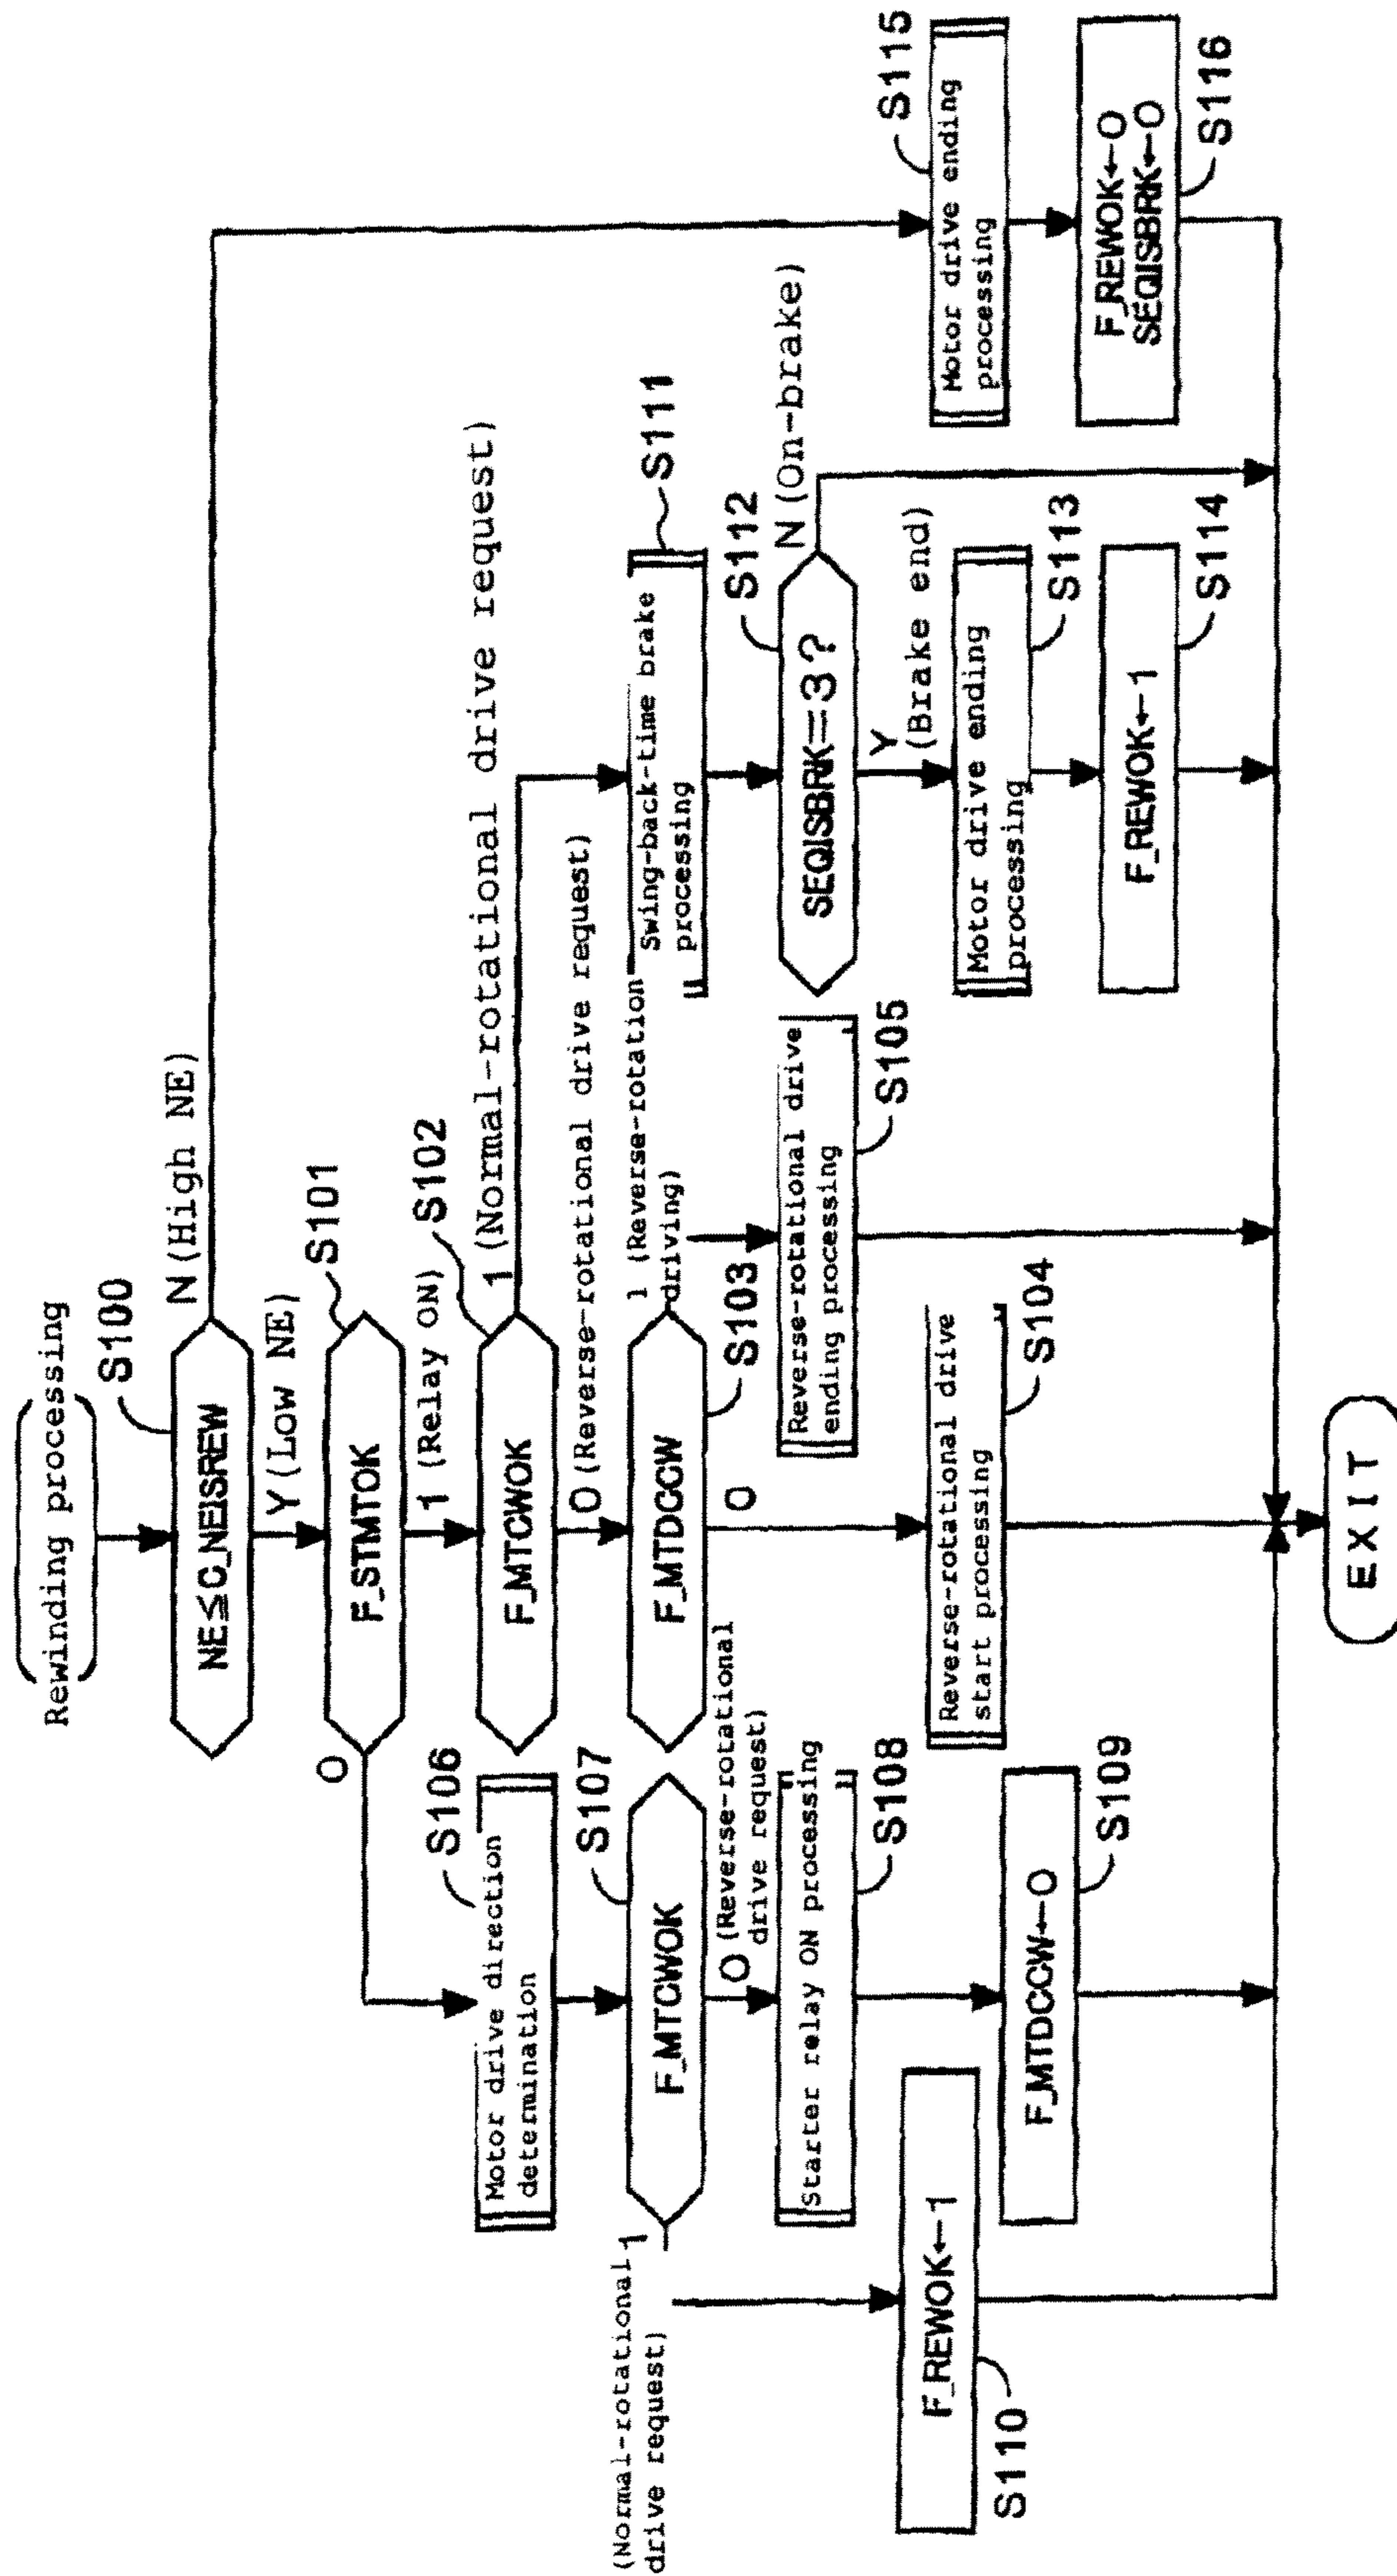 Rewinding processing
S100
NE≦C_NEISREW
N (High NE)
Y (Low NE)
S101
F_STMTOK
0
1 (Relay ON)
S102
F_MTCWOK
1 (Normal-rotational drive request)
0 (Reverse-rotational drive request)
F_MTDCCW
S103
1 (Reverse-rotation
driving)
0
Reverse-rotational drive
start processing
S104
Reverse-rotational drive
ending processing
S105
S106
Motor drive direction
determination
S107
F_MTCWOK
(Normal-rotational
drive request)
1
0 (Reverse-rotational
drive request)
Starter relay ON processing
S108
F_MTDCCW←0
S109
F_REWOK←1
S110
Swing-back-time brake
processing
S111
S112
SEQISBRK=3?
N (On-brake)
Y
(Brake end)
Motor drive ending
processing
S113
F_REWOK←1
S114
S115
Motor drive ending
processing
F_REWOK←0
SEQISBRK←0
S116
EXIT